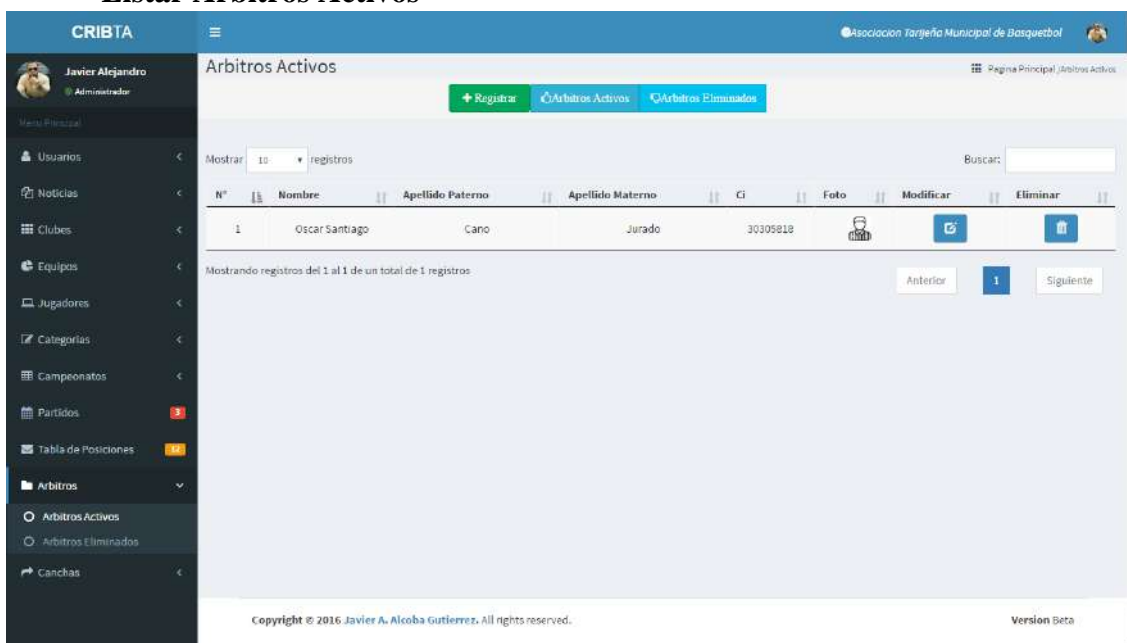 Listar Arbitros Activos
CRIBTA
Asociacion Tarijeña Municipal de Basquetbol
Javier Alejandro
Administrador
Arbitros Activos
Pagina Principal /Arbitros Activos
Registrar
Arbitros Activos
Arbitros Eliminados
Menu Principal
Usuarios
Noticias
Clubes
Equipos
Jugadores
Categorias
Campeonatos
Partidos 3
Tabla de Posiciones 12
Arbitros
Arbitros Activos
Arbitros Eliminados
Canchas
Mostrar 10 registros
Buscar:
N° Nombre Apellido Paterno Apellido Materno Ci Foto Modificar Eliminar
1 Oscar Santiago Cano Jurado 30305818
Mostrando registros del 1 al 1 de un total de 1 registros
Anterior 1 Siguiente
Copyright © 2016 Javier A. Alcoba Gutierrez. All rights reserved.
Version Beta